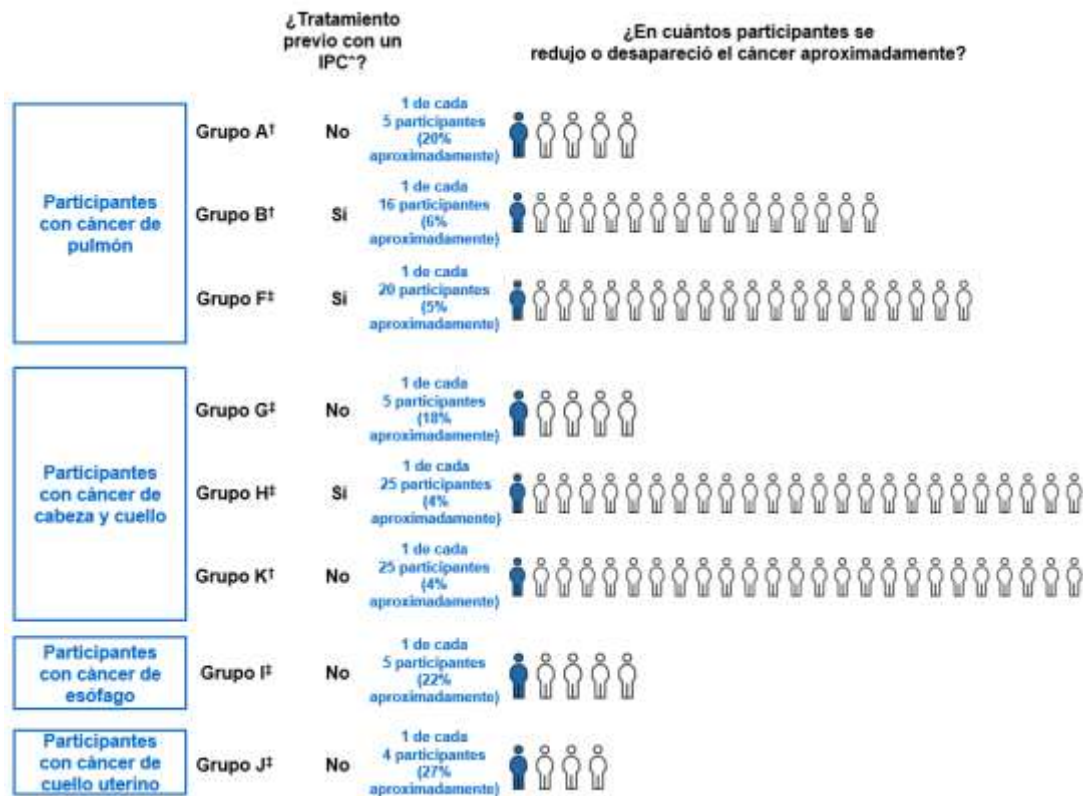 ¿Tratamiento
previo con un
IPC^?
¿En cuántos participantes se
redujo o desapareció el cáncer aproximadamente?
Participantes
con cáncer de
pulmón
Grupo A†
No
1 de cada
5 participantes
(20%
aproximadamente)
Grupo B†
Sí
1 de cada
16 participantes
(6%
aproximadamente)
Grupo F‡
Sí
1 de cada
20 participantes
(5%
aproximadamente)
Participantes
con cáncer de
cabeza y cuello
Grupo G‡
No
1 de cada
5 participantes
(18%
aproximadamente)
Grupo H‡
Sí
1 de cada
25 participantes
(4%
aproximadamente)
Grupo K†
No
1 de cada
25 participantes
(4%
aproximadamente)
Participantes
con cáncer de
esófago
Grupo I‡
No
1 de cada
5 participantes
(22%
aproximadamente)
Participantes
con cáncer de
cuello uterino
Grupo J‡
No
1 de cada
4 participantes
(27%
aproximadamente)